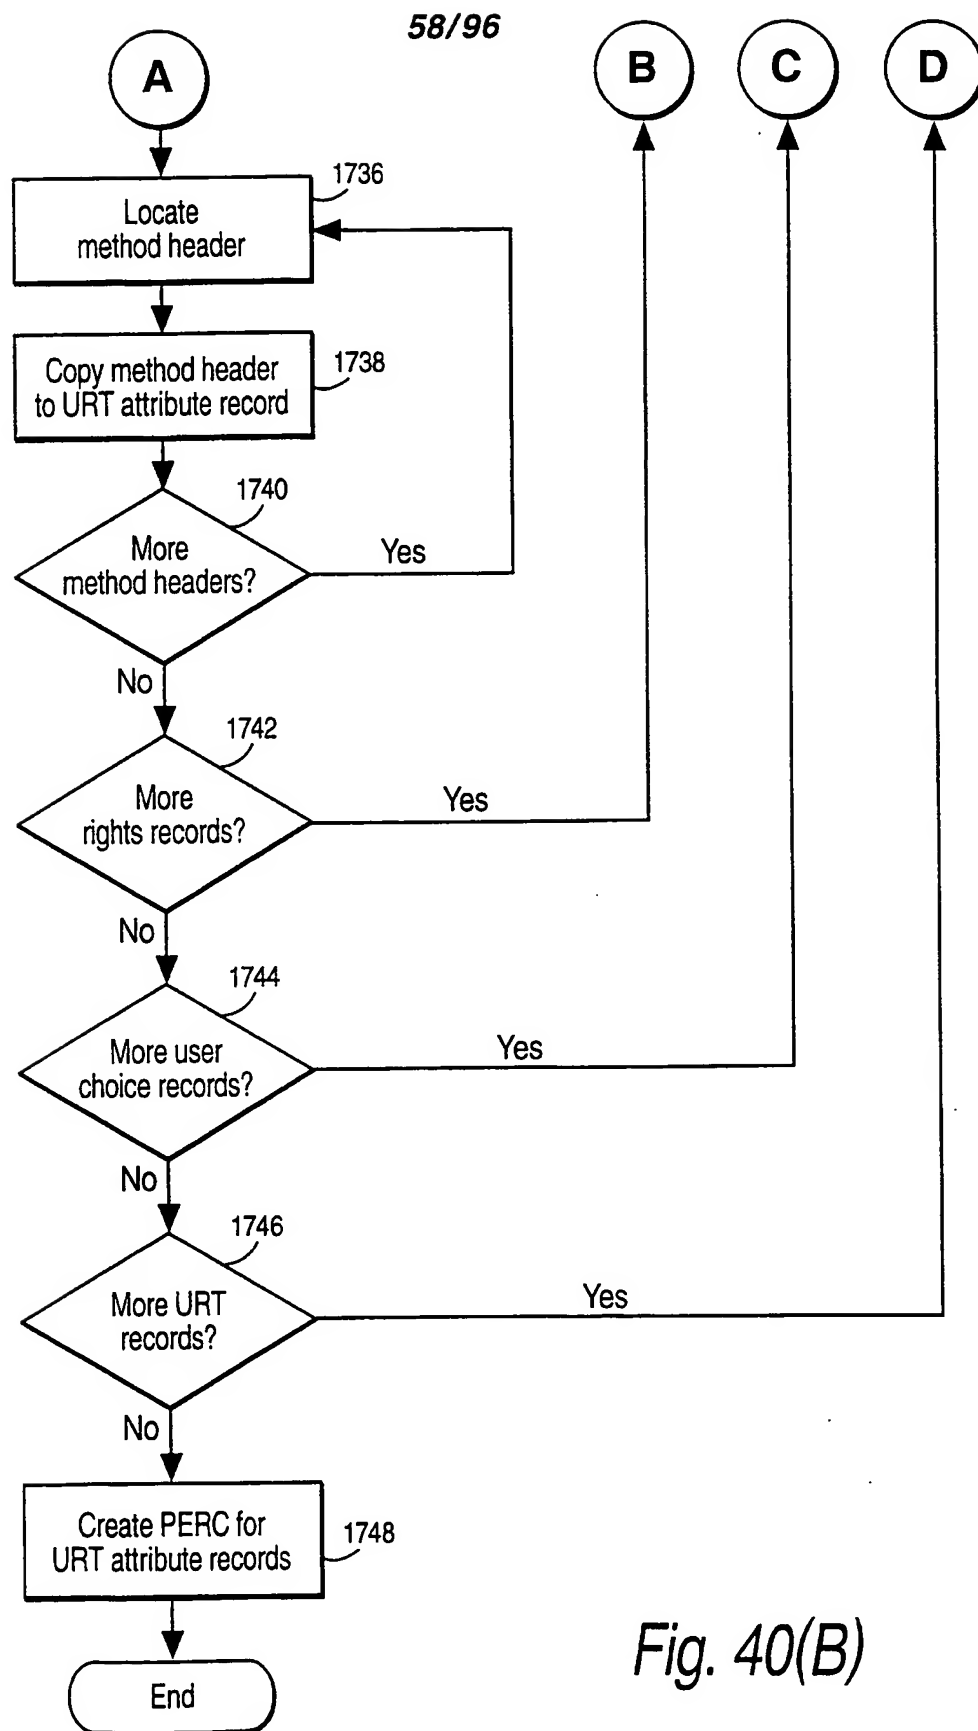 58/96
A
B
C
D
1736
Locate
method header
1738
Copy method header
to URT attribute record
1740
More
method headers?
Yes
No
1742
More
rights records?
Yes
No
1744
More user
choice records?
Yes
No
1746
More URT
records?
Yes
No
1748
Create PERC for
URT attribute records
End
Fig. 40(B)